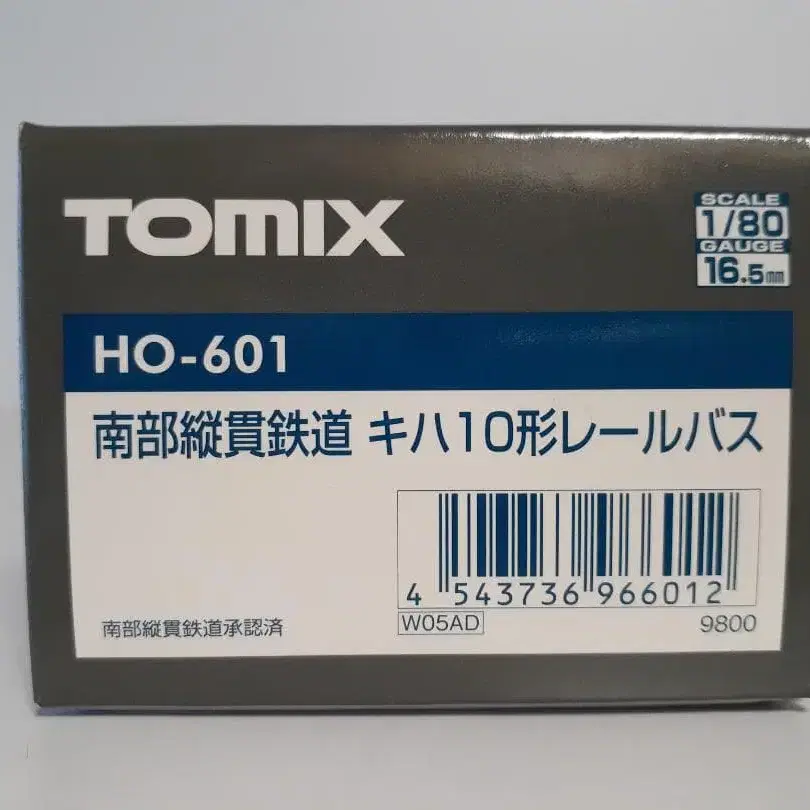 TOMIX
SCALE
1/80
GAUGE
16.5mm
HO-601
南部縦貫鉄道 キハ10形レールバス
4 543736 966012
南部縦貫鉄道承認済
W05AD
9800